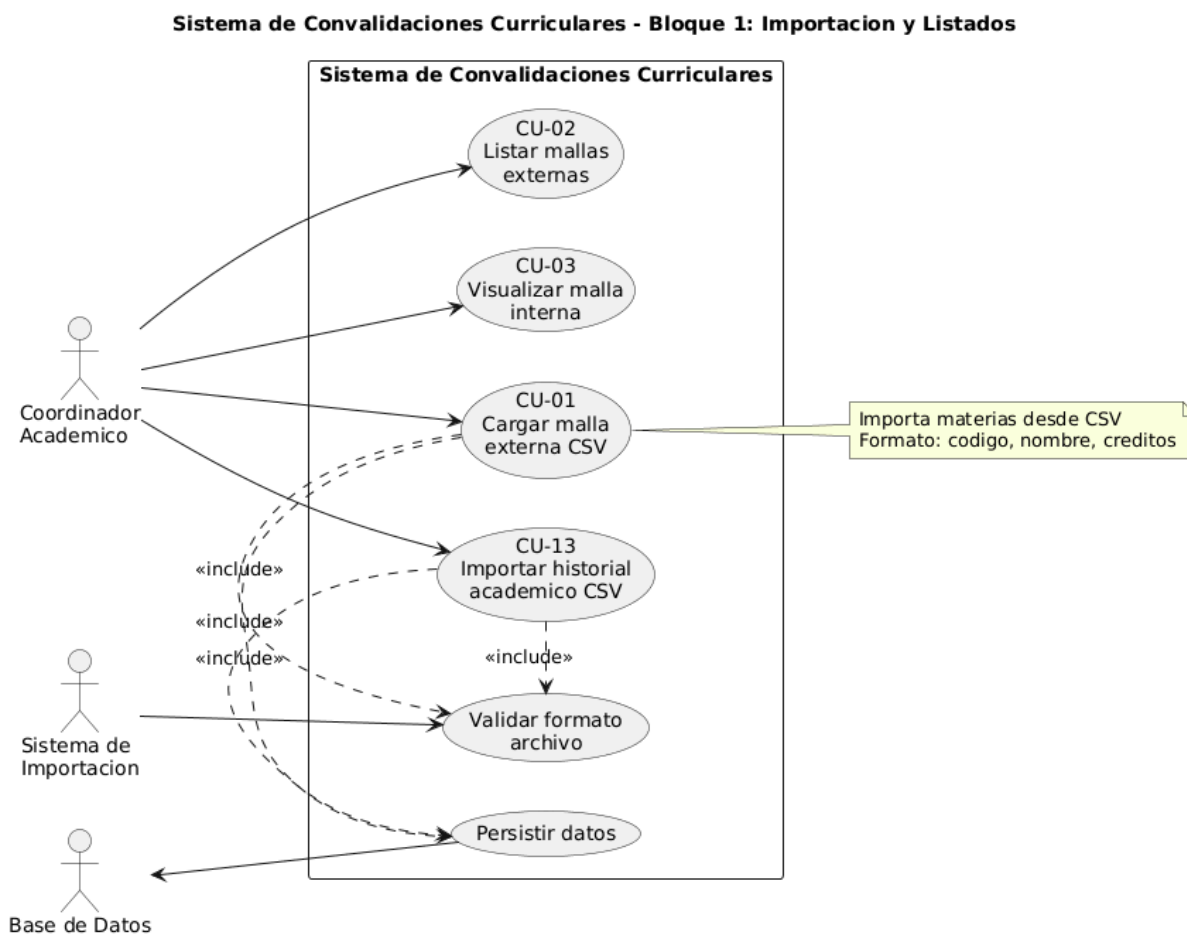 Sistema de Convalidaciones Curriculares - Bloque 1: Importacion y Listados
Sistema de Convalidaciones Curriculares
CU-02
Listar mallas
externas
CU-03
Visualizar malla
interna
CU-01
Cargar malla
externa CSV
Importa materias desde CSV
Formato: codigo, nombre, creditos
Coordinador
Academico
CU-13
Importar historial
academico CSV
«include»
«include»
«include»
«include»
Validar formato
archivo
Sistema de
Importacion
Persistir datos
Base de Datos